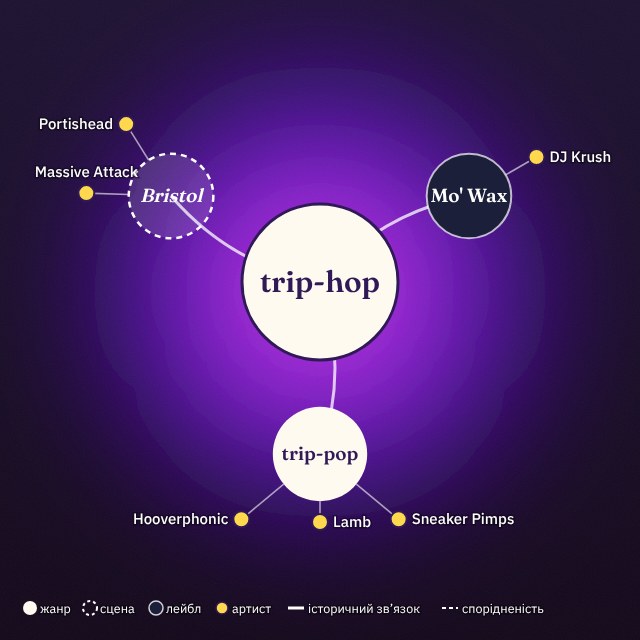 Portishead
Massive Attack
Bristol
Mo' Wax
DJ Krush
trip-hop
trip-pop
Hooverphonic
Lamb
Sneaker Pimps
жанр сцена лейбл артист історичний зв’язок спорідненість